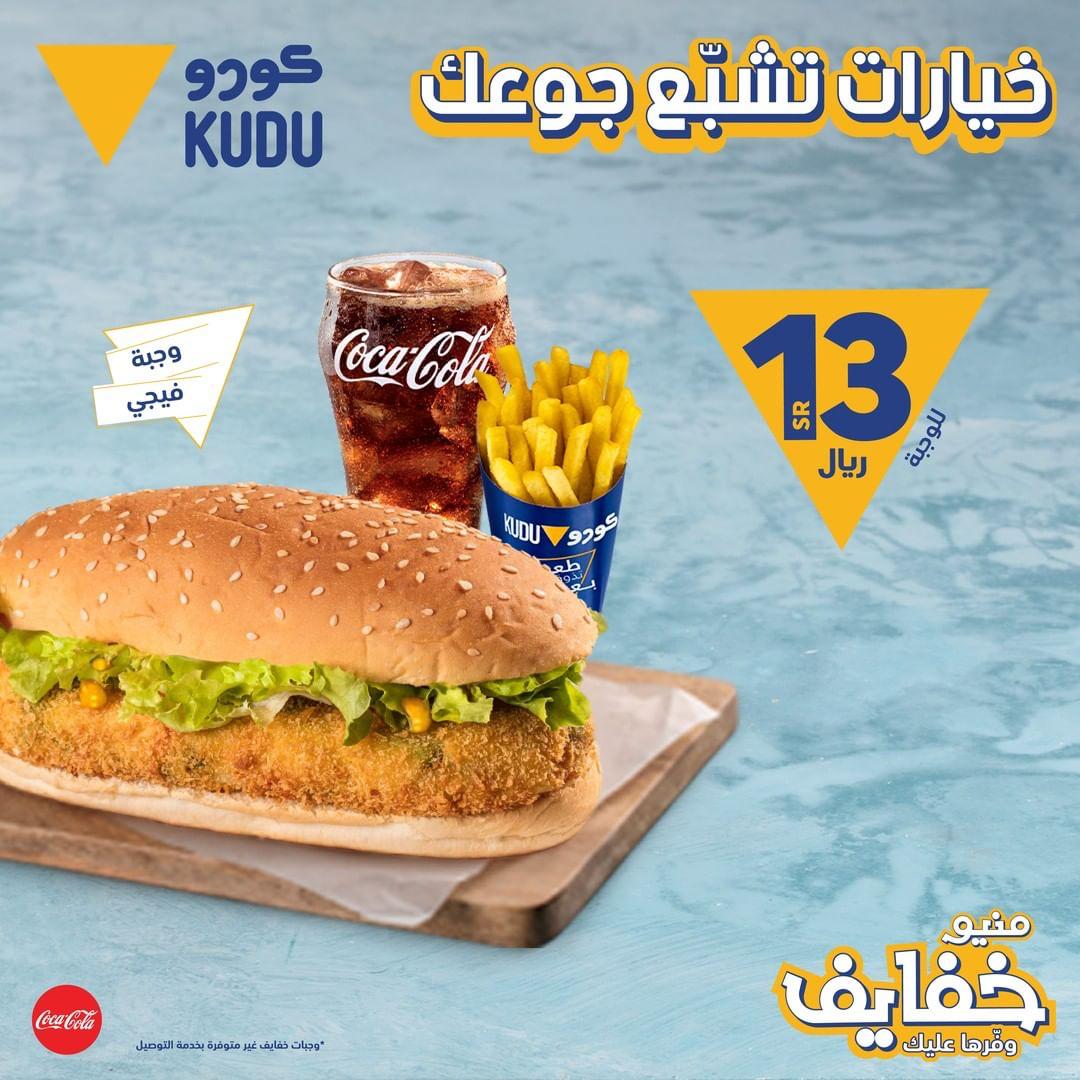 خيارات تشبّع جوعك
كودو
KUDU
Coca-Cola
وجبة
فيجي
13
SR
ريال
للوجبة
KUDU كودو
منيو
خفايف
وفّرها عليك
Coca-Cola
*وجبات خفايف غير متوفرة بخدمة التوصيل